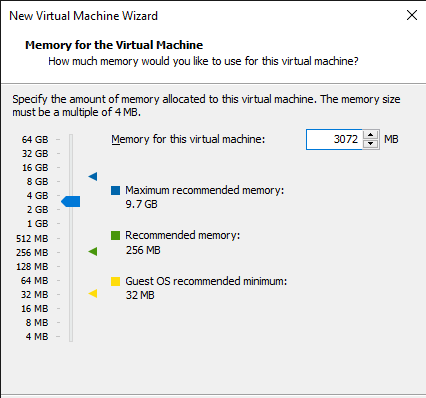 New Virtual Machine Wizard
Memory for the Virtual Machine
How much memory would you like to use for this virtual machine?
Specify the amount of memory allocated to this virtual machine. The memory size
must be a multiple of 4 MB.
Memory for this virtual machine: 3072 MB
64 GB
32 GB
16 GB
8 GB
4 GB
2 GB
1 GB
512 MB
256 MB
128 MB
64 MB
32 MB
16 MB
8 MB
4 MB
Maximum recommended memory:
9.7 GB
Recommended memory:
256 MB
Guest OS recommended minimum:
32 MB